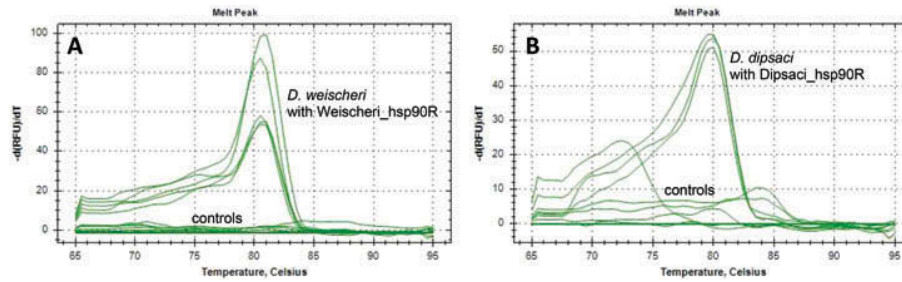 Melt Peak
A
100
80
60
40
20
0
-d(RFU)/dT
D. weischeri
with Weischeri_hsp90R
controls
65 70 75 80 85 90 95
Temperature, Celsius
Melt Peak
B
50
40
30
20
10
0
-d(RFU)/dT
D. dipsaci
with Dipsaci_hsp90R
controls
65 70 75 80 85 90 95
Temperature, Celsius